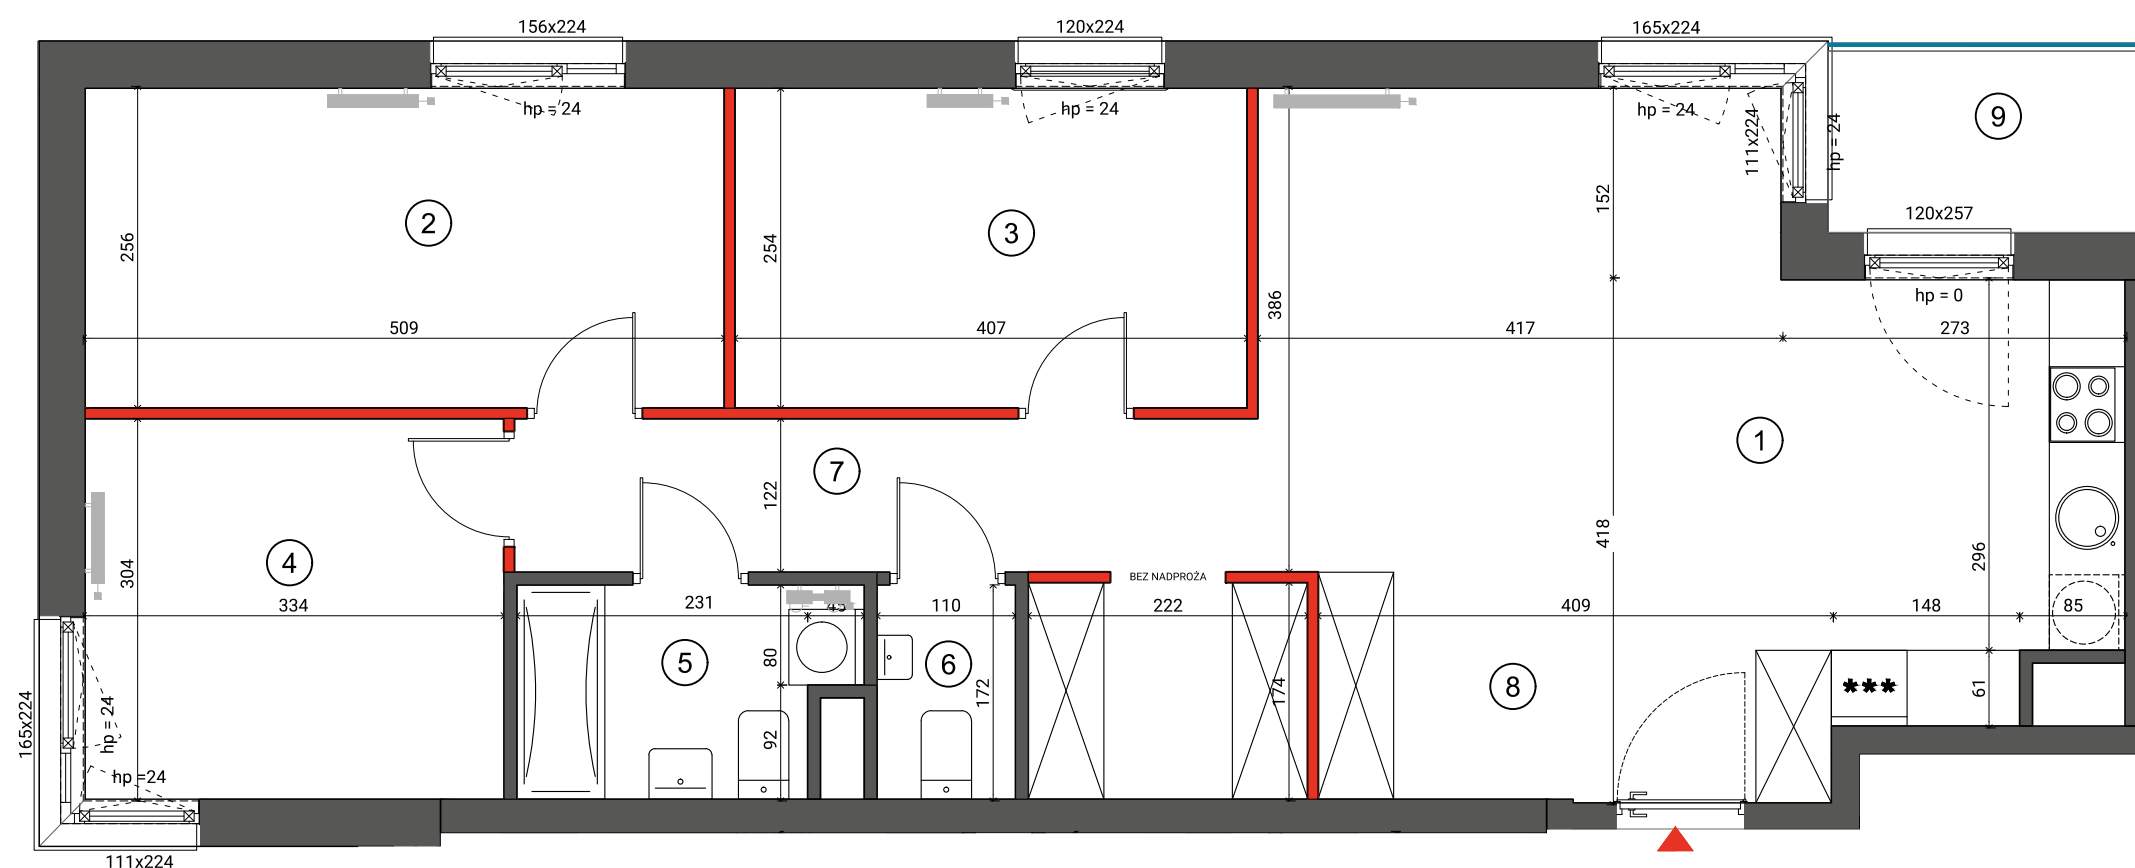 156x224
120x224
165x224
hp = 24
hp = 24
hp = 24
111x224
hp = 24
9
120x257
hp = 0
2
3
256
254
386
152
509
407
417
273
1
7
122
418
296
4
304
334
BEZ NADPROŻA
231
45
110
222
409
148
85
5
80
6
172
174
8
***
61
92
165x224
hp = 24
hp =24
111x224